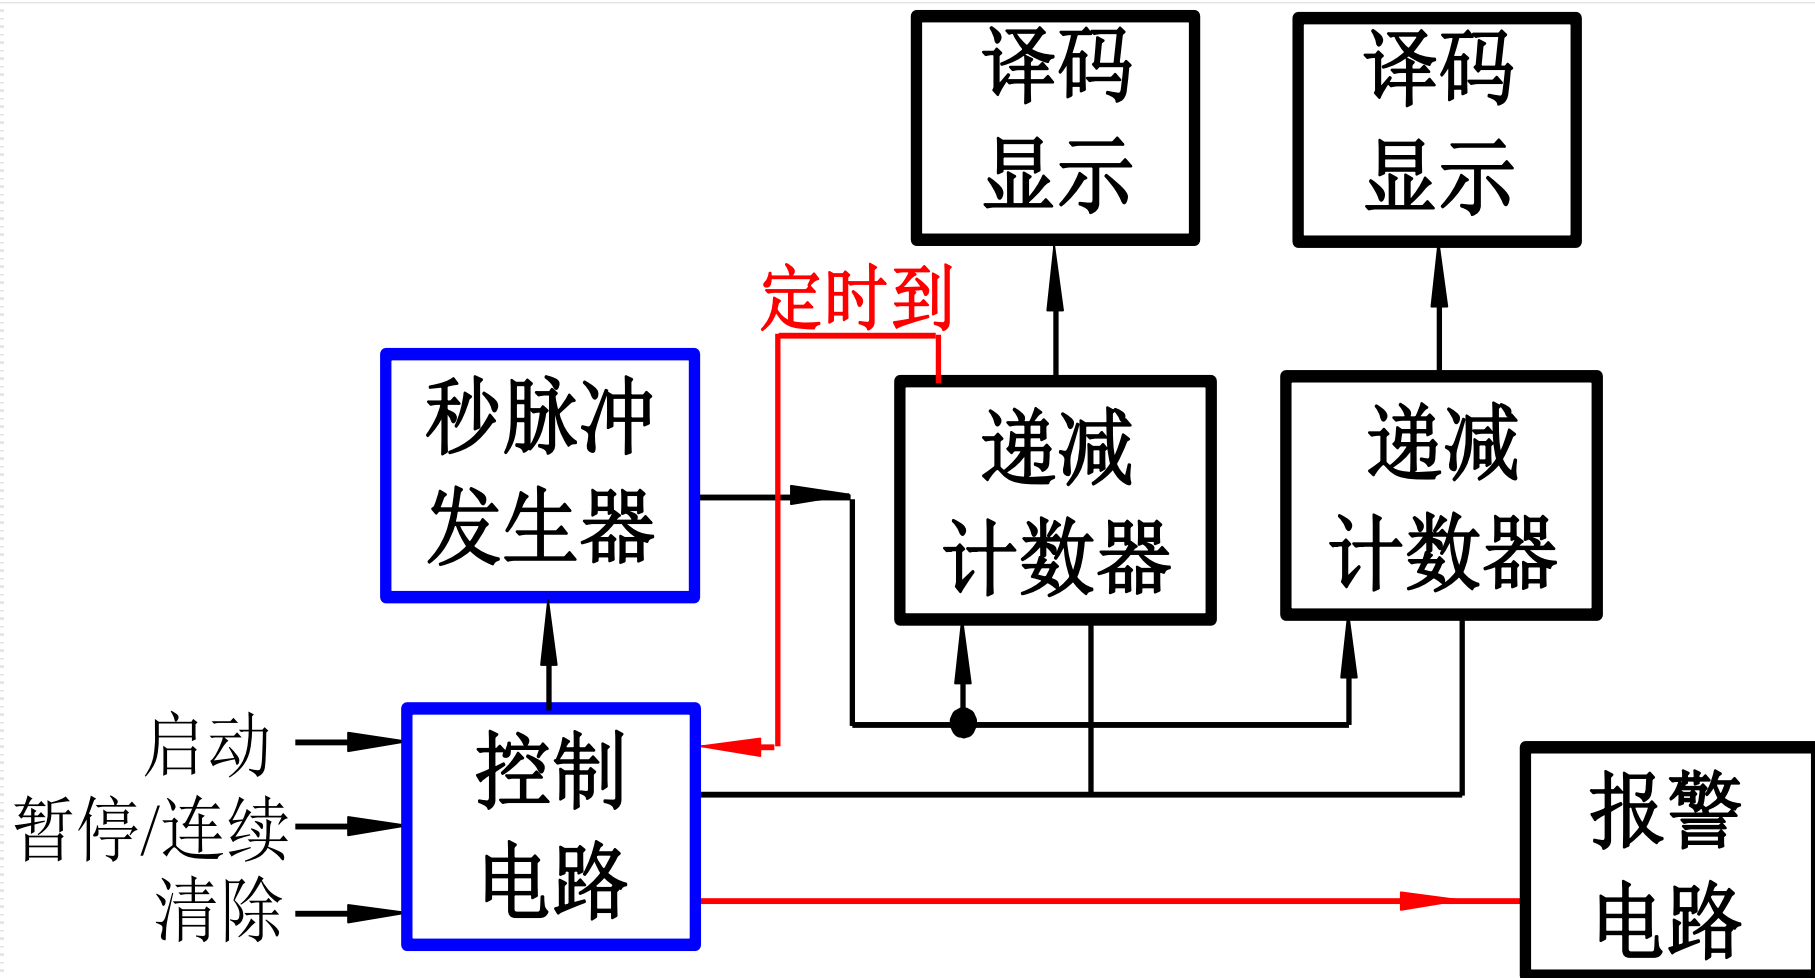 译码
显示
译码
显示
定时到
秒脉冲
发生器
递减
计数器
递减
计数器
启动
暂停/连续
清除
控制
电路
报警
电路